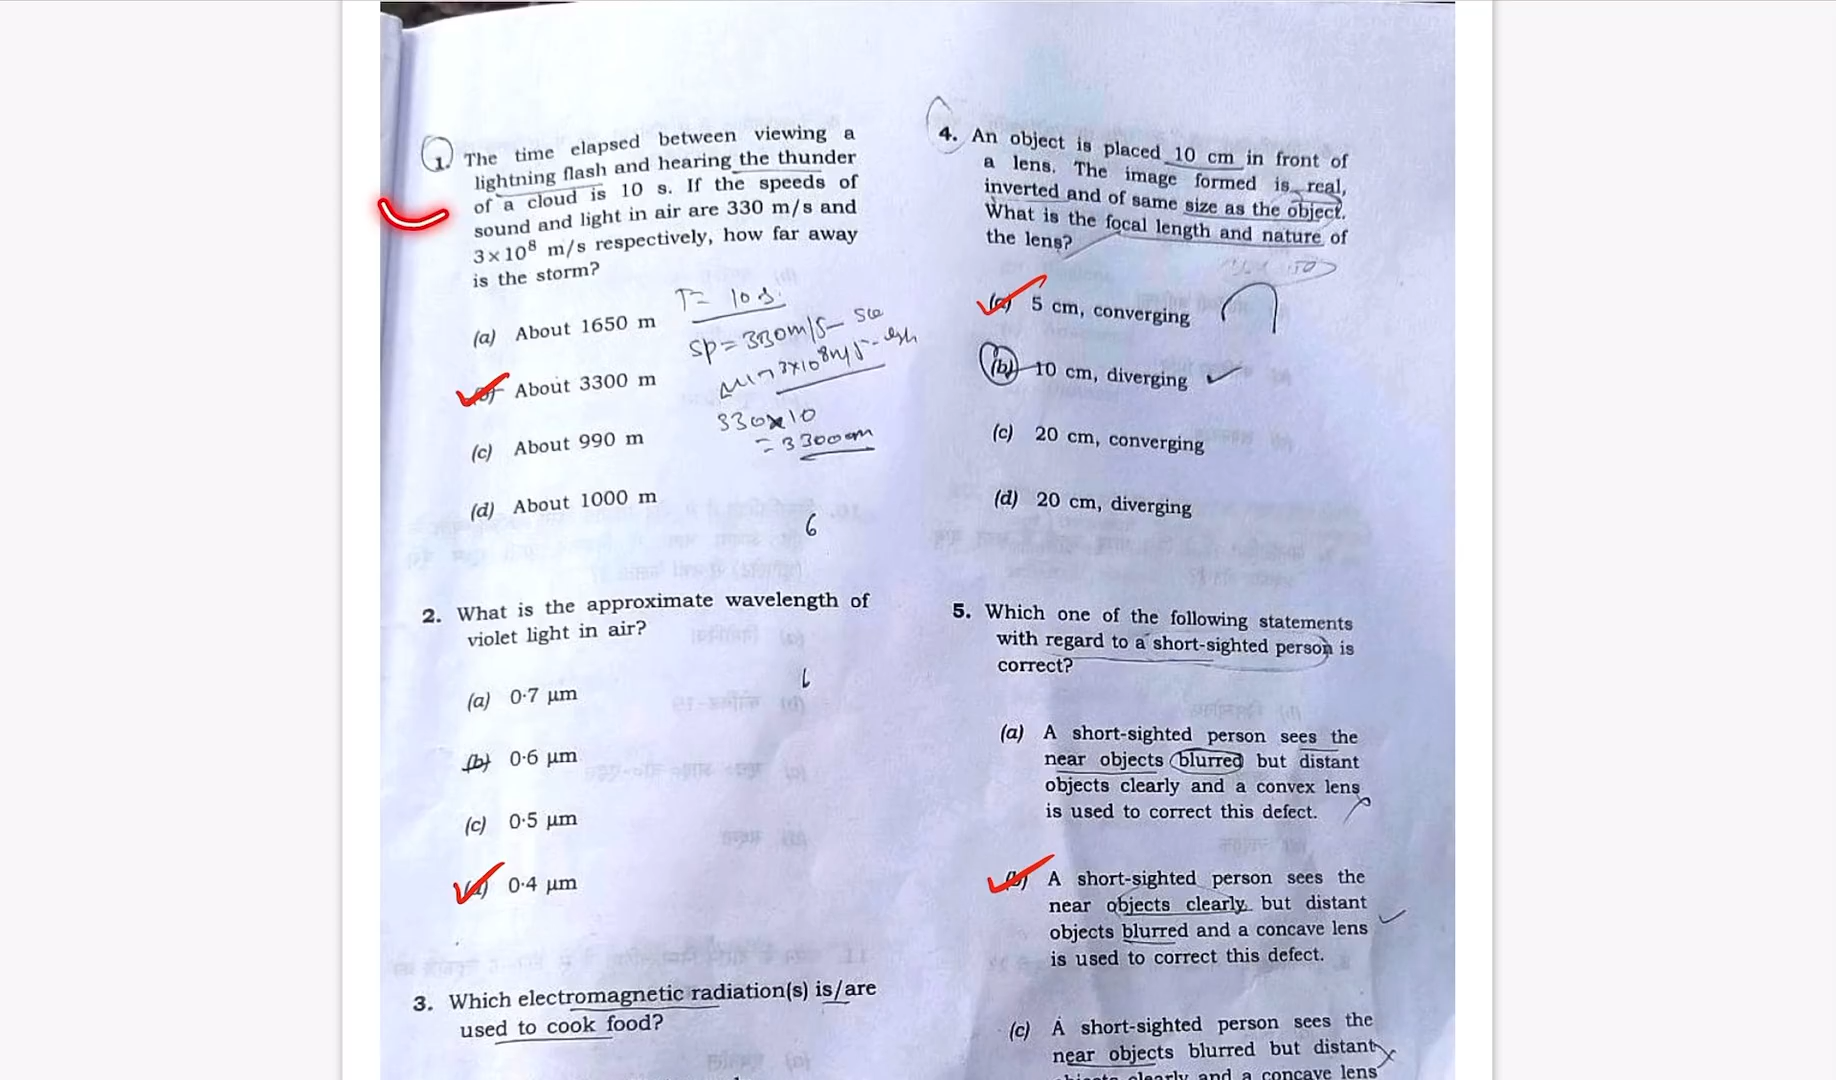 1. The time elapsed between viewing a
lightning flash and hearing the thunder
of a cloud is 10 s. If the speeds of
sound and light in air are 330 m/s and
3×10⁸ m/s respectively, how far away
is the storm?
(a) About 1650 m
About 3300 m
(c) About 990 m
(d) About 1000 m
T= 10 s.
Sp = 330m/s
3×10⁸m/s
330×10
= 3300m
6
2. What is the approximate wavelength of
violet light in air?
(a) 0·7 µm
(b) 0·6 µm
(c) 0·5 µm
(d) 0·4 µm
3. Which electromagnetic radiation(s) is/are
used to cook food?
4. An object is placed 10 cm in front of
a lens. The image formed is real,
inverted and of same size as the object.
What is the focal length and nature of
the lens?
(a) 5 cm, converging
(b) 10 cm, diverging
(c) 20 cm, converging
(d) 20 cm, diverging
5. Which one of the following statements
with regard to a short-sighted person is
correct?
(a) A short-sighted person sees the
near objects blurred but distant
objects clearly and a convex lens
is used to correct this defect.
(b) A short-sighted person sees the
near objects clearly but distant
objects blurred and a concave lens
is used to correct this defect.
(c) A short-sighted person sees the
near objects blurred but distant
clearly and a concave lens